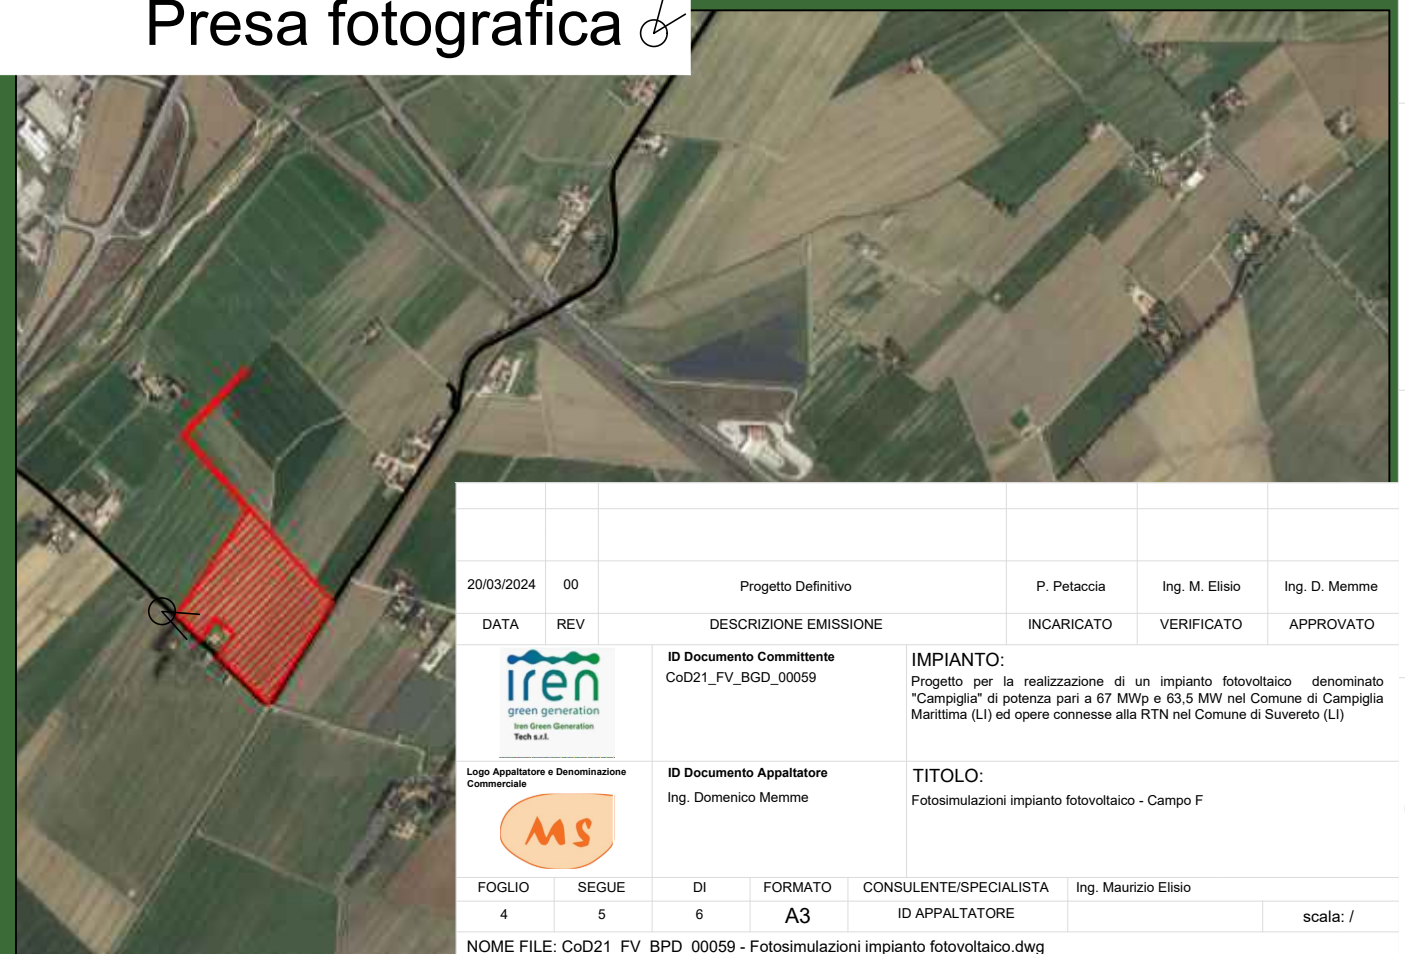 Presa fotografica
20/03/2024 00 Progetto Definitivo P. Petaccia Ing. M. Elisio Ing. D. Memme
DATA REV DESCRIZIONE EMISSIONE INCARICATO VERIFICATO APPROVATO
iren
green generation
Iren Green Generation
Tech s.r.l.
ID Documento Committente
CoD21_FV_BGD_00059
IMPIANTO:
Progetto per la realizzazione di un impianto fotovoltaico denominato
"Campiglia" di potenza pari a 67 MWp e 63,5 MW nel Comune di Campiglia
Marittima (LI) ed opere connesse alla RTN nel Comune di Suvereto (LI)
Logo Appaltatore e Denominazione
Commerciale
MS
ID Documento Appaltatore
Ing. Domenico Memme
TITOLO:
Fotosimulazioni impianto fotovoltaico - Campo F
FOGLIO SEGUE DI FORMATO CONSULENTE/SPECIALISTA Ing. Maurizio Elisio
4 5 6 A3 ID APPALTATORE scala: /
NOME FILE: CoD21_FV_BPD_00059 - Fotosimulazioni impianto fotovoltaico.dwg